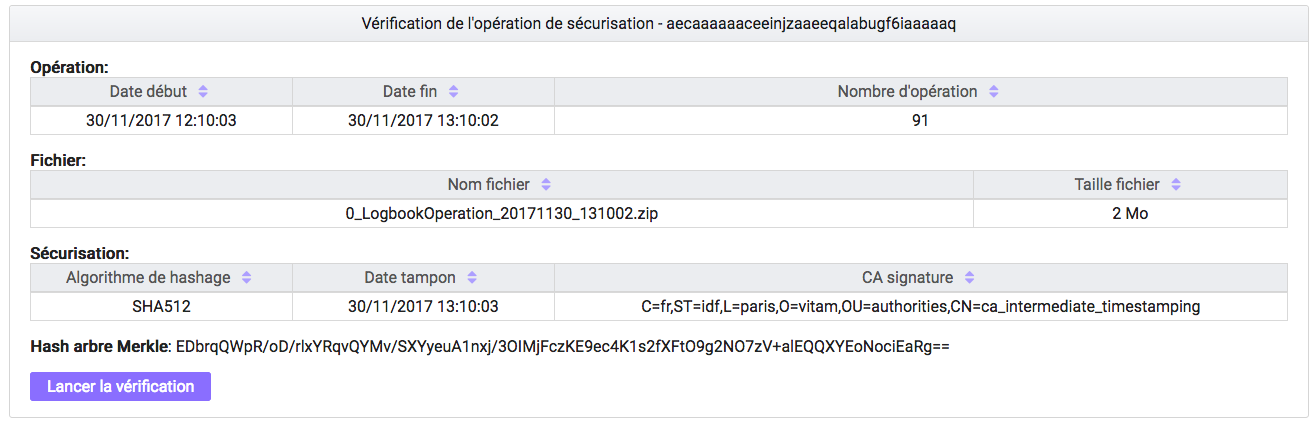 Vérification de l'opération de sécurisation - aecaaaaaaceeinjzaaeeqalabugf6iaaaaaq
Opération:
Date début Date fin Nombre d'opération
30/11/2017 12:10:03 30/11/2017 13:10:02 91
Fichier:
Nom fichier Taille fichier
0_LogbookOperation_20171130_131002.zip 2 Mo
Sécurisation:
Algorithme de hashage Date tampon CA signature
SHA512 30/11/2017 13:10:03 C=fr,ST=idf,L=paris,O=vitam,OU=authorities,CN=ca_intermediate_timestamping
Hash arbre Merkle: EDbrqQWpR/oD/rlxYRqvQYMv/SXYyeuA1nxj/3OIMjFczKE9ec4K1s2fXFtO9g2NO7zV+alEQQXYEoNociEaRg==
Lancer la vérification